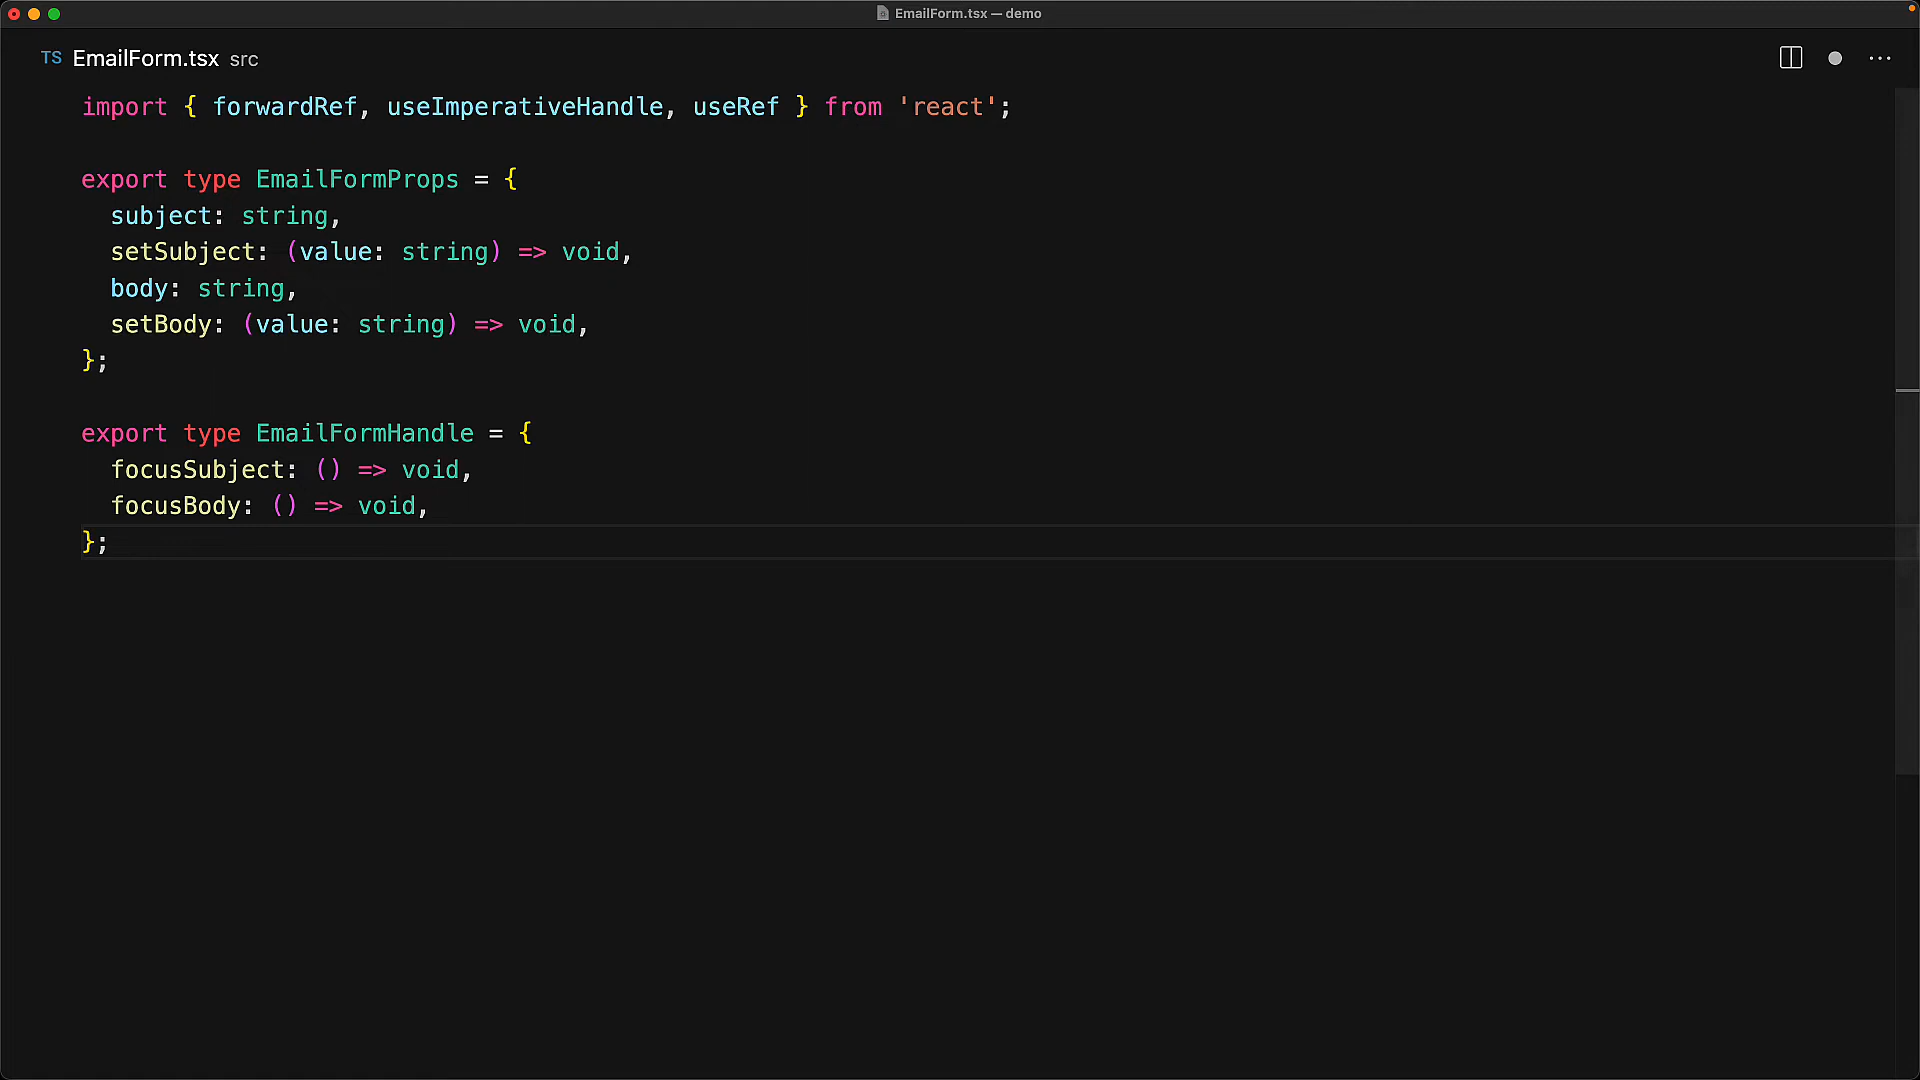 EmailForm.tsx — demo
TS EmailForm.tsx src
import { forwardRef, useImperativeHandle, useRef } from 'react';
export type EmailFormProps = {
subject: string,
setSubject: (value: string) => void,
body: string,
setBody: (value: string) => void,
};
export type EmailFormHandle = {
focusSubject: () => void,
focusBody: () => void,
};